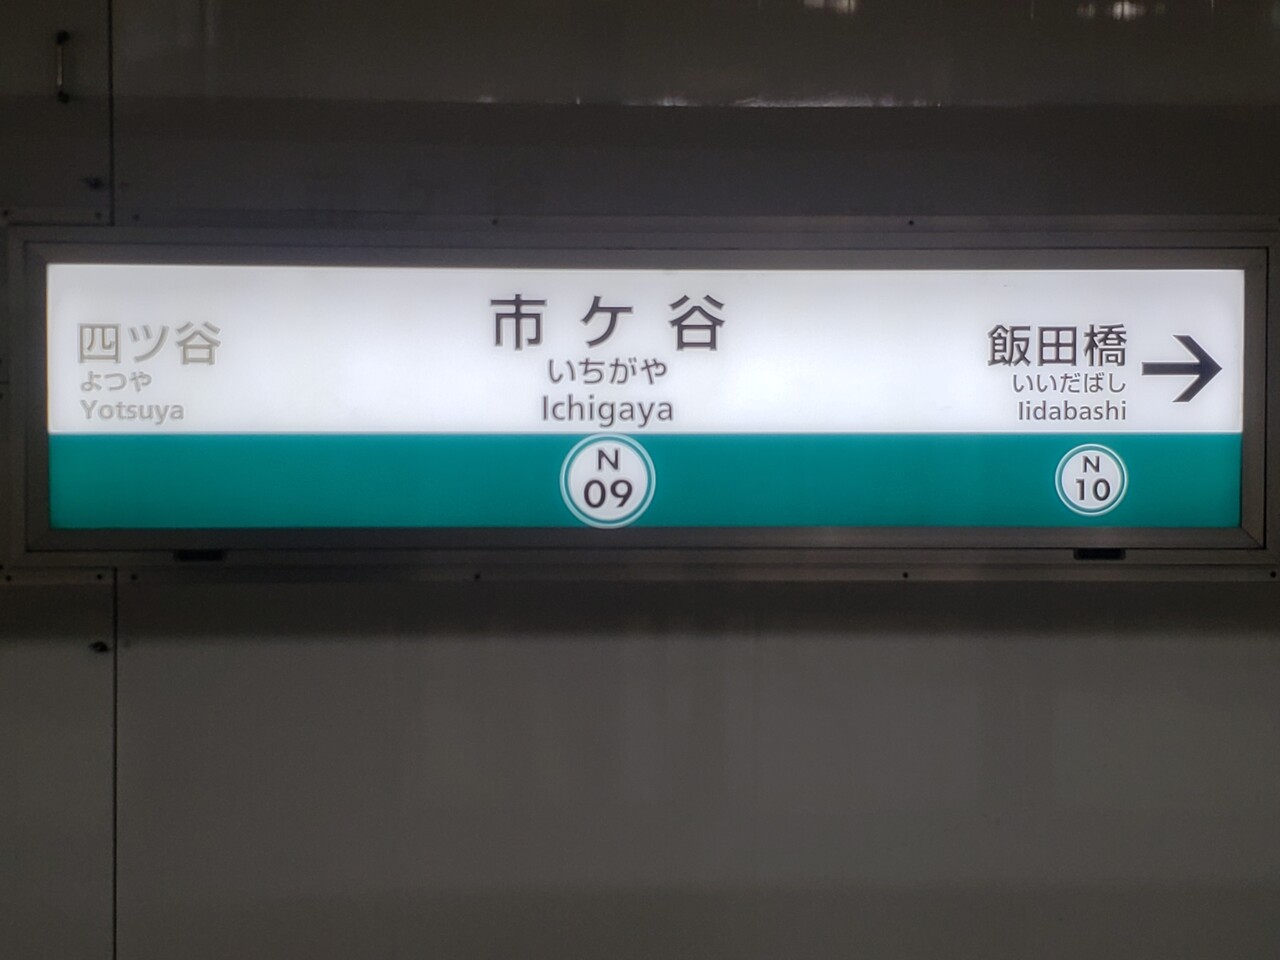 四ツ谷
よつや
Yotsuya
市ケ谷
いちがや
Ichigaya
N
09
飯田橋
いいだばし
Iidabashi
N
10